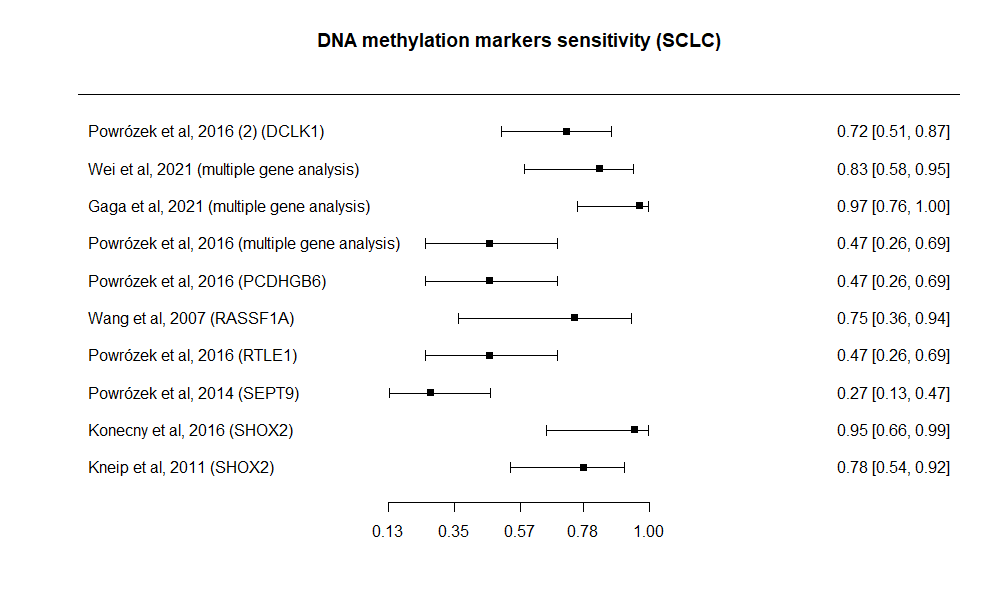 DNA methylation markers sensitivity (SCLC)
Powrózek et al, 2016 (2) (DCLK1) 0.72 [0.51, 0.87]
Wei et al, 2021 (multiple gene analysis) 0.83 [0.58, 0.95]
Gaga et al, 2021 (multiple gene analysis) 0.97 [0.76, 1.00]
Powrózek et al, 2016 (multiple gene analysis) 0.47 [0.26, 0.69]
Powrózek et al, 2016 (PCDHGB6) 0.47 [0.26, 0.69]
Wang et al, 2007 (RASSF1A) 0.75 [0.36, 0.94]
Powrózek et al, 2016 (RTLE1) 0.47 [0.26, 0.69]
Powrózek et al, 2014 (SEPT9) 0.27 [0.13, 0.47]
Konecny et al, 2016 (SHOX2) 0.95 [0.66, 0.99]
Kneip et al, 2011 (SHOX2) 0.78 [0.54, 0.92]
0.13 0.35 0.57 0.78 1.00